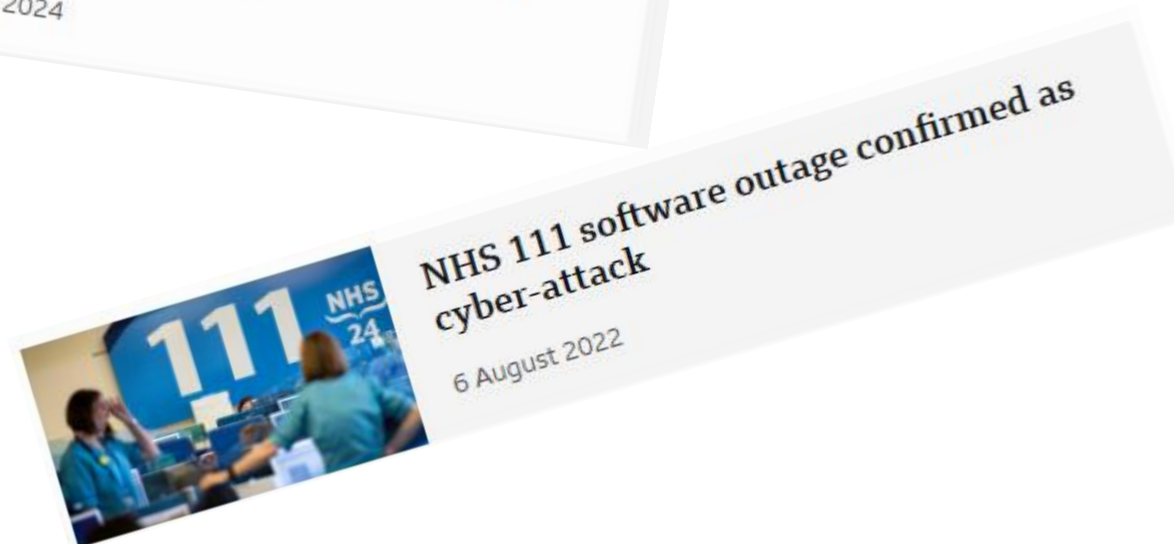 2024
NHS 111 software outage confirmed as
cyber-attack
6 August 2022
111
NHS
24